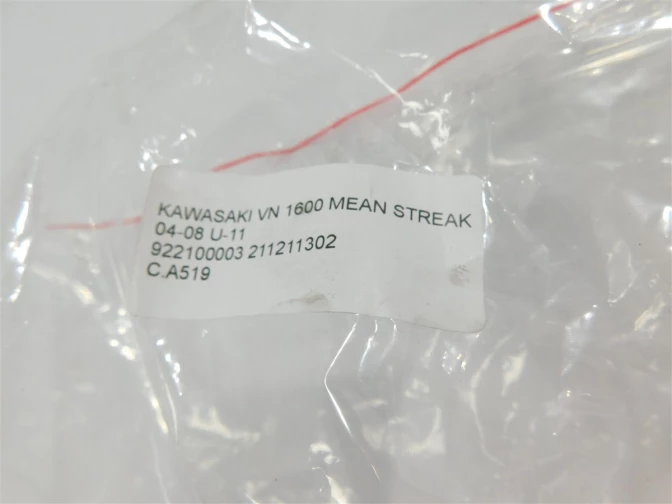 KAWASAKI VN 1600 MEAN STREAK
04-08 U-11
922100003 211211302
C.A519